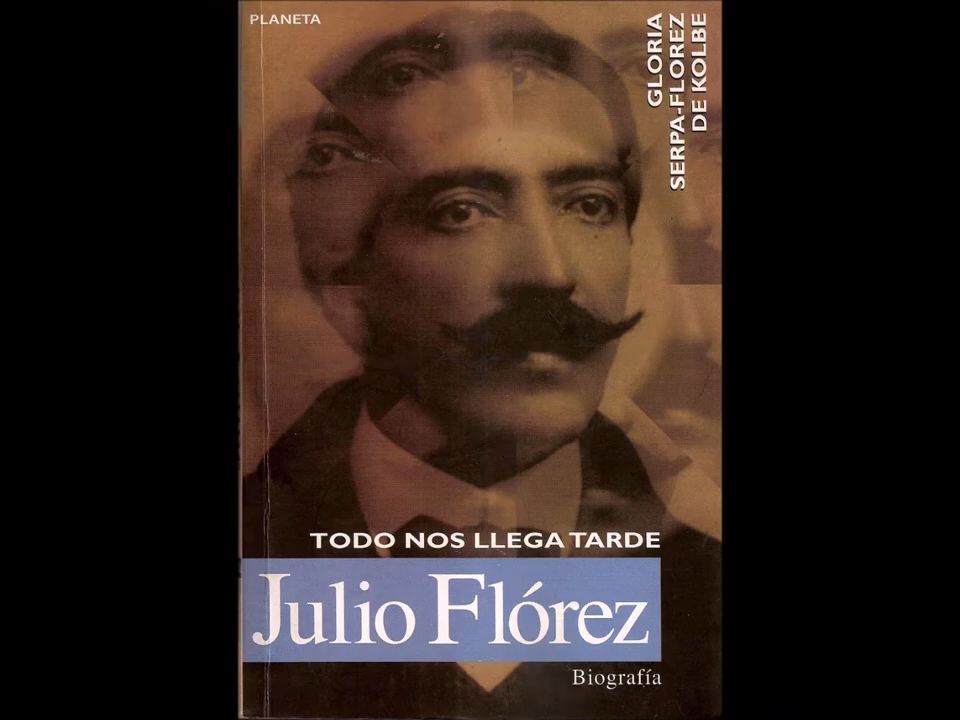 PLANETA
GLORIA
SERPA-FLOREZ
DE KOLBE
TODO NOS LLEGA TARDE
Julio Flórez
Biografía